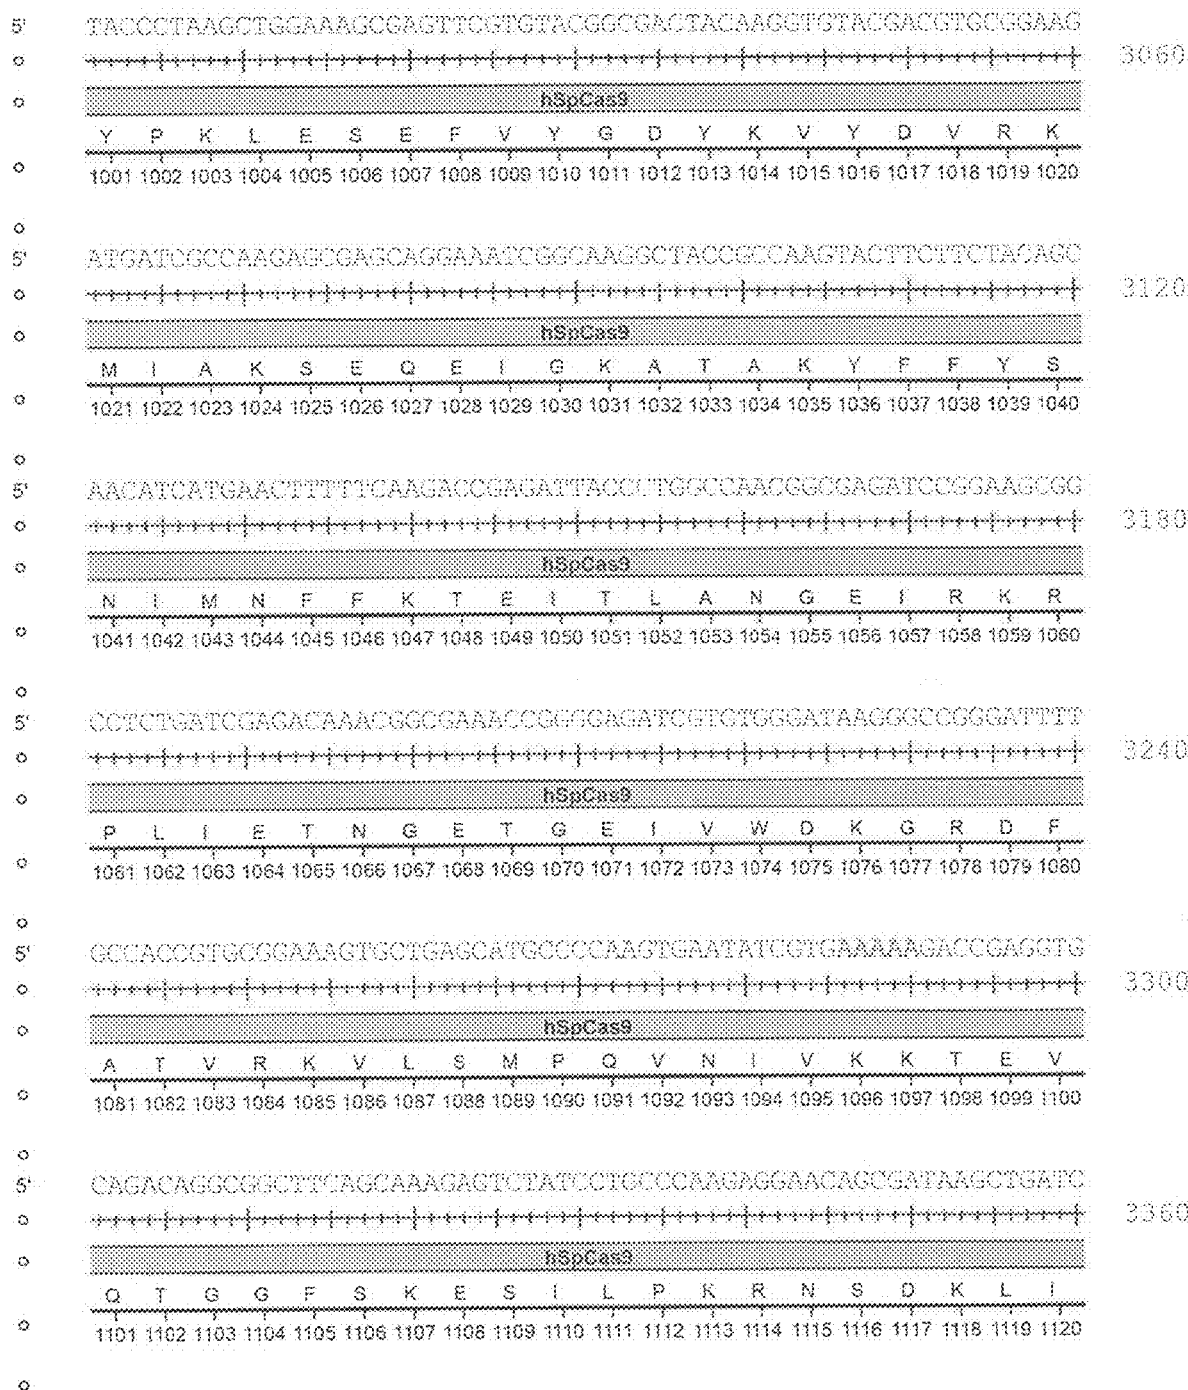 5' TACCCTAAGCTGGAAAGCGAGTTCGTGTACGGCGACTACAAGGTGTACGACGTGCGGAAG
3060
hSpCas9
Y P K L E S E F V Y G D Y K V Y D V R K
1001 1002 1003 1004 1005 1006 1007 1008 1009 1010 1011 1012 1013 1014 1015 1016 1017 1018 1019 1020
5' ATGATCGCCAAGAGCGAGCAGGAAATCGGCAAGGCTACCGCCAAGTACTTCTTCTACAGC
3120
hSpCas9
M I A K S E Q E I G K A T A K Y F F Y S
1021 1022 1023 1024 1025 1026 1027 1028 1029 1030 1031 1032 1033 1034 1035 1036 1037 1038 1039 1040
5' AACATCATGAACTTTTTCAAGACCGAGATTACCCTGGCCAACGGCGAGATCCGGAAGCGG
3180
hSpCas9
N I M N F F K T E I T L A N G E I R K R
1041 1042 1043 1044 1045 1046 1047 1048 1049 1050 1051 1052 1053 1054 1055 1056 1057 1058 1059 1060
5' CCTCTGATCGAGACAAACGGCGAAACCGGGGAGATCGTGTGGGATAAGGGCCGGGATTTT
3240
hSpCas9
P L I E T N G E T G E I V W D K G R D F
1061 1062 1063 1064 1065 1066 1067 1068 1069 1070 1071 1072 1073 1074 1075 1076 1077 1078 1079 1080
5' GCCACCGTGCGGAAAGTGCTGAGCATGCCCCAAGTGAATATCGTGAAAAAGACCGAGGTG
3300
hSpCas9
A T V R K V L S M P Q V N I V K K T E V
1081 1082 1083 1084 1085 1086 1087 1088 1089 1090 1091 1092 1093 1094 1095 1096 1097 1098 1099 1100
5' CAGACAGGCGGCTTCAGCAAAGAGTCTATCCTGCCCAAGAGGAACAGCGATAAGCTGATC
3360
hSpCas9
Q T G G F S K E S I L P K R N S D K L I
1101 1102 1103 1104 1105 1106 1107 1108 1109 1110 1111 1112 1113 1114 1115 1116 1117 1118 1119 1120